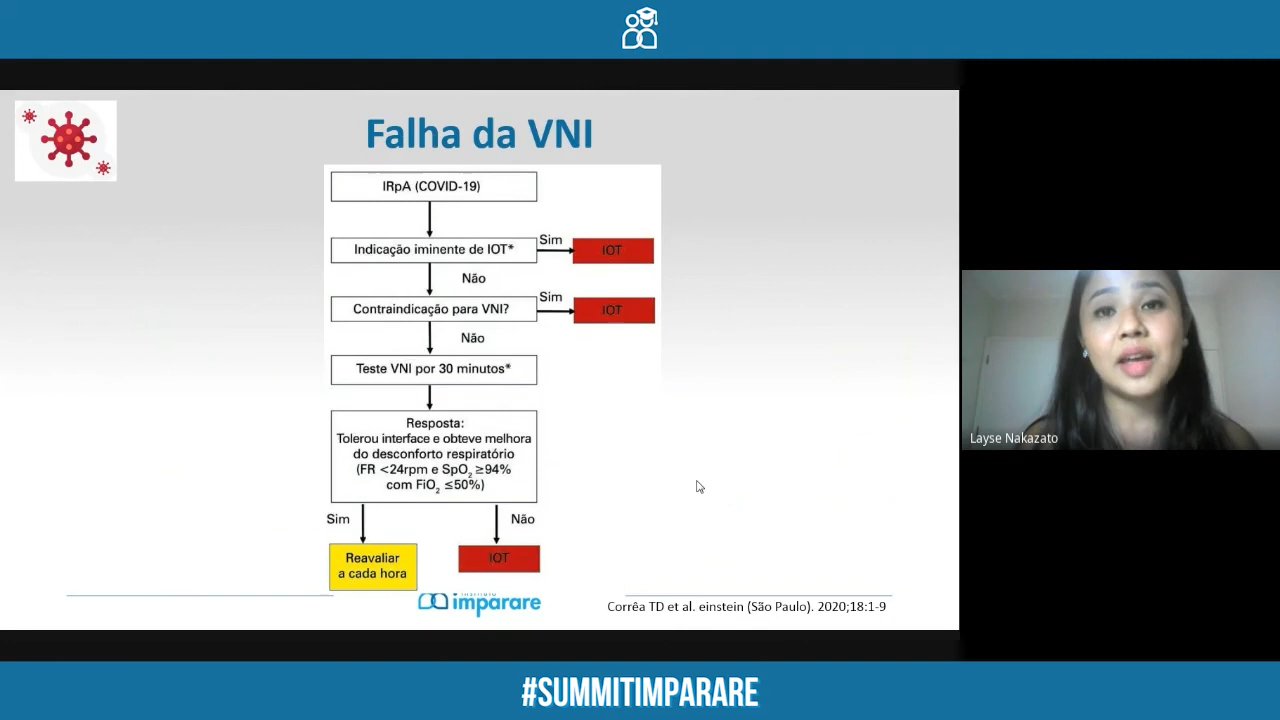 Falha da VNI
IRpA (COVID-19)
Indicação iminente de IOT*
Sim
IOT
Não
Contraindicação para VNI?
Sim
IOT
Não
Teste VNI por 30 minutos*
Resposta:
Tolerou interface e obteve melhora
do desconforto respiratório
(FR <24rpm e SpO₂ ≥94%
com FiO₂ ≤50%)
Sim
Não
Reavaliar
a cada hora
IOT
imparare
Corrêa TD et al. einstein (São Paulo). 2020;18:1-9
Layse Nakazato
#SUMMITIMPARARE